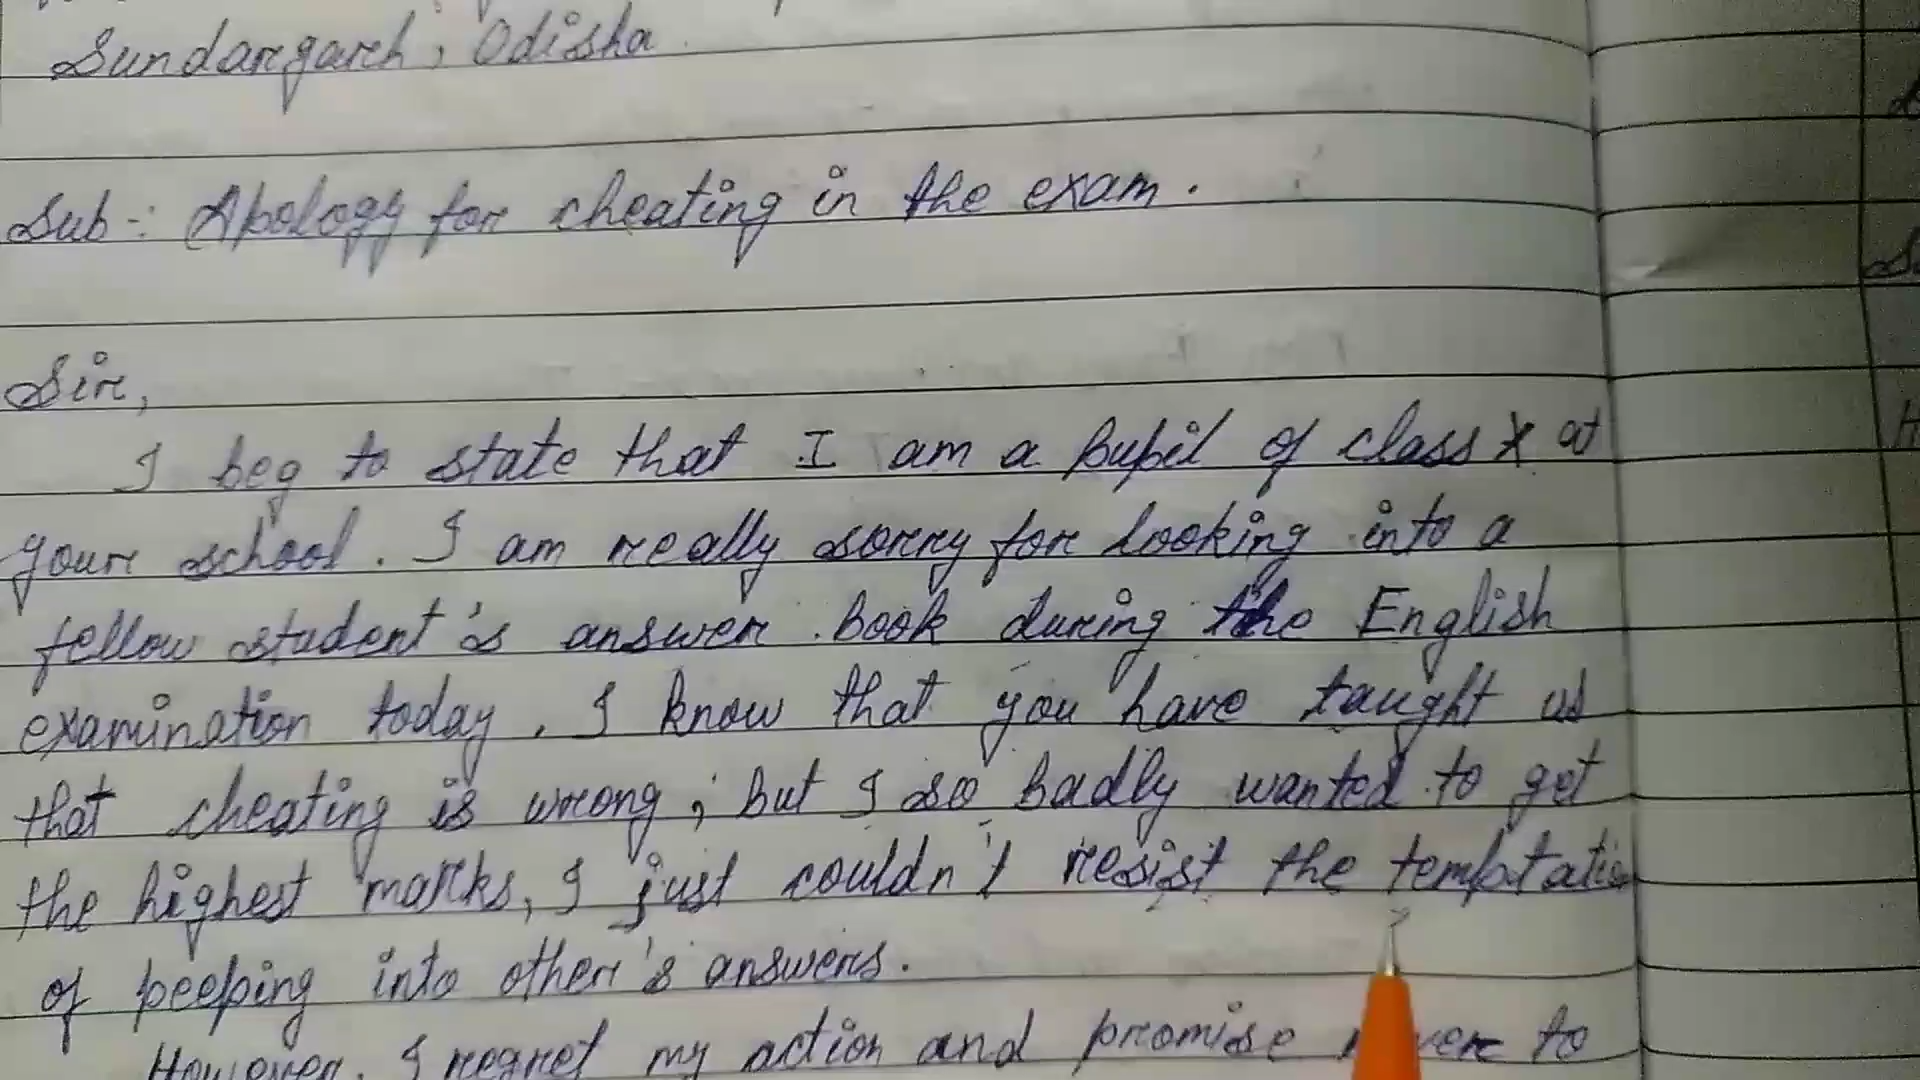 Sundargarh, Odisha
Sub-: Apology for cheating in the exam.
Sir,
I beg to state that I am a pupil of class X at
your school. I am really sorry for looking into a
fellow student's answer book during the English
examination today. I know that you have taught us
that cheating is wrong, but I so badly wanted to get
the highest marks, I just couldn't resist the temptatio
of peeping into other's answers.
However, I regret my action and promise never to